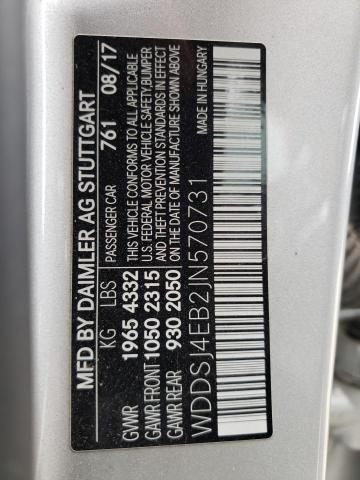 MFD BY DAIMLER AG STUTTGART
KG LBS PASSENGER CAR 761 08/17
GVWR 1965 4332 THIS VEHICLE CONFORMS TO ALL APPLICABLE
GAWR FRONT 1050 2315 U.S. FEDERAL MOTOR VEHICLE SAFETY, BUMPER
GAWR REAR 930 2050 AND THEFT PREVENTION STANDARDS IN EFFECT
ON THE DATE OF MANUFACTURE SHOWN ABOVE
WDDSJ4EB2JN570731 MADE IN HUNGARY